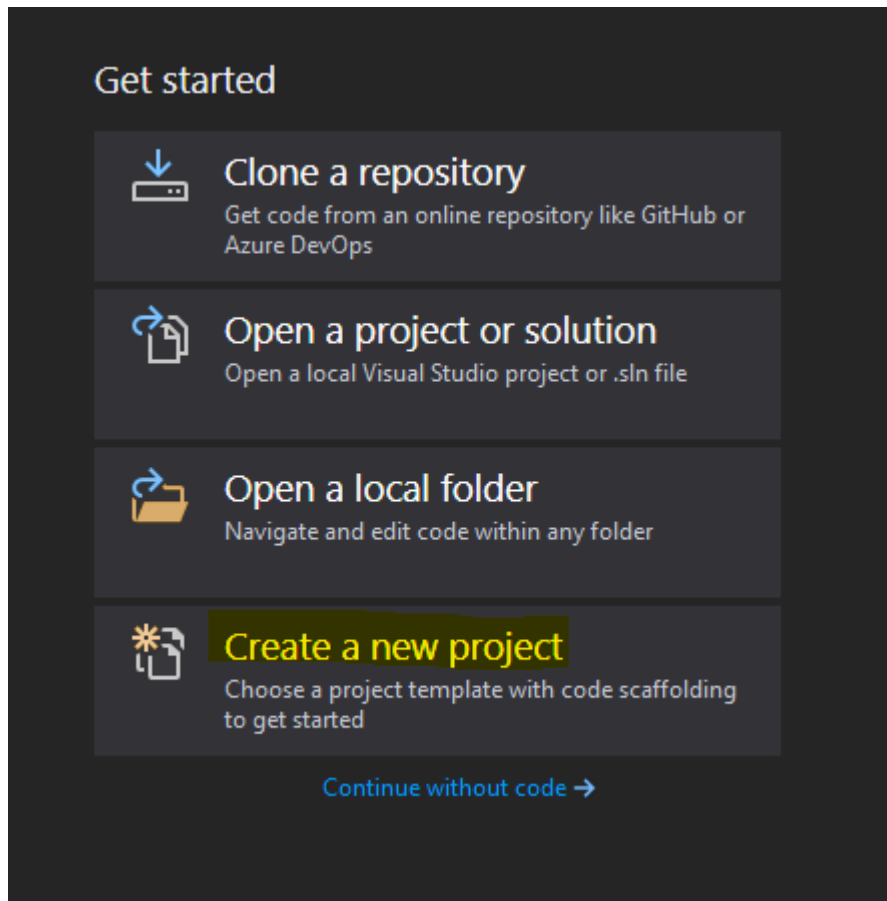 Get started
Clone a repository
Get code from an online repository like GitHub or
Azure DevOps
Open a project or solution
Open a local Visual Studio project or .sln file
Open a local folder
Navigate and edit code within any folder
Create a new project
Choose a project template with code scaffolding
to get started
Continue without code →